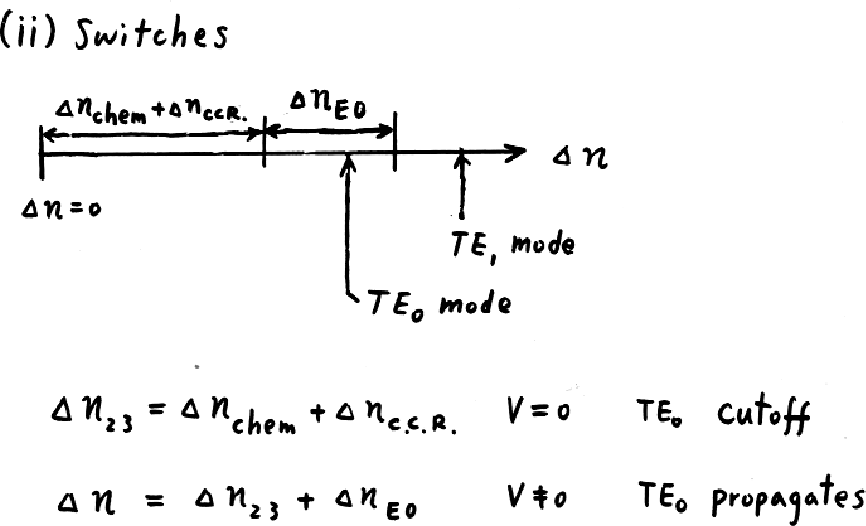 (ii) Switches
Δn_chem + Δn_CCR. Δn_EO
Δn
Δn = 0
TE₁ mode
TE₀ mode
Δn₂₃ = Δn_chem + Δn_C.C.R. V = 0 TE₀ cutoff
Δn = Δn₂₃ + Δn_EO V ≠ 0 TE₀ propagates